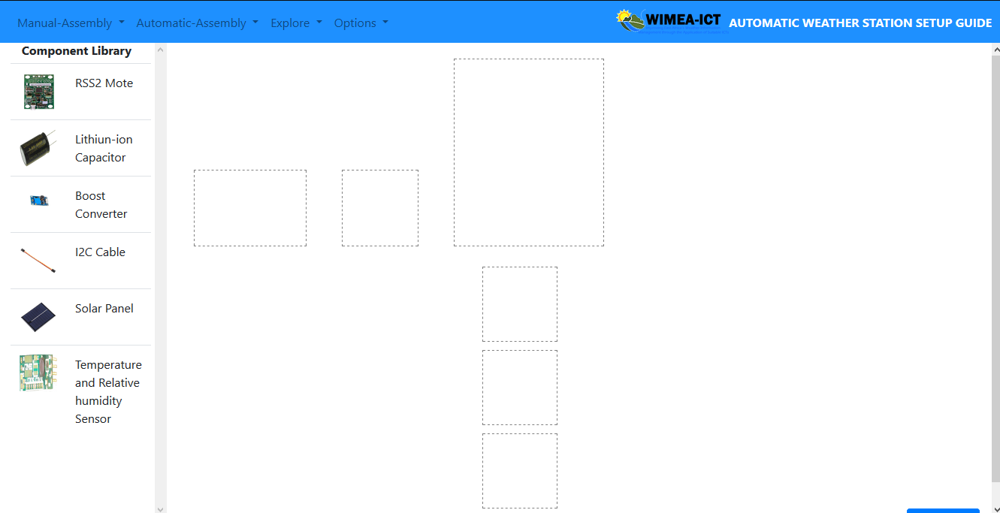 Manual-Assembly Automatic-Assembly Explore Options WIMEA-ICT AUTOMATIC WEATHER STATION SETUP GUIDE
Component Library
RSS2 Mote
Lithiun-ion
Capacitor
Boost
Converter
I2C Cable
Solar Panel
Temperature
and Relative
humidity
Sensor